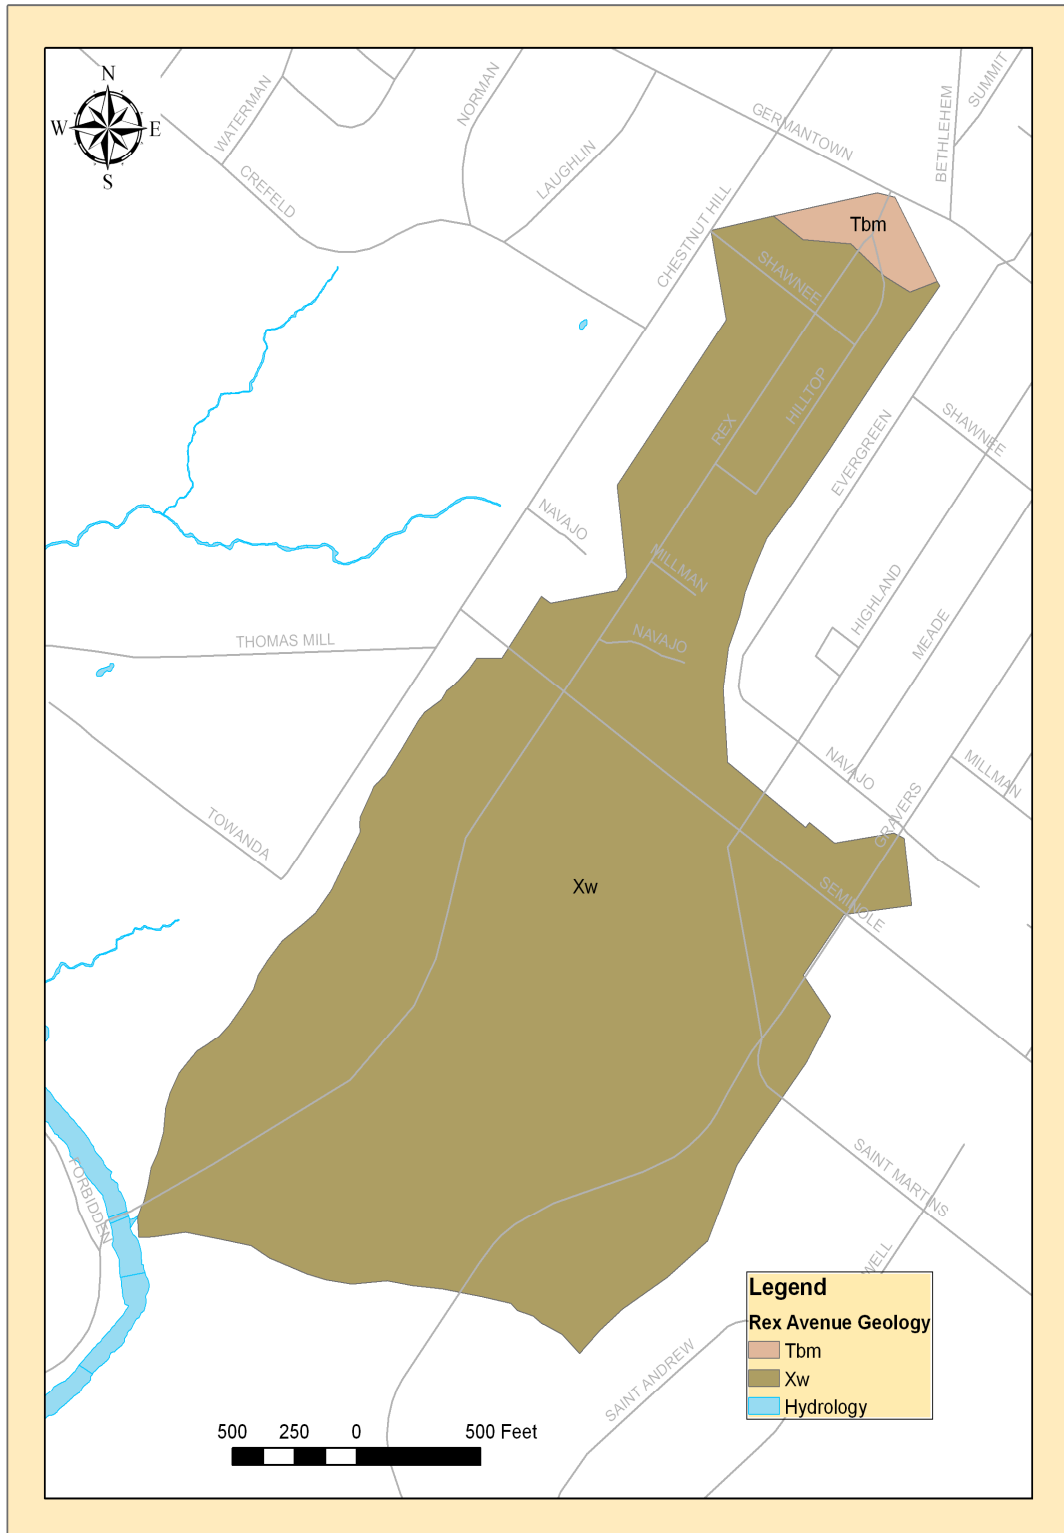 N
W E
S
WATERMAN
NORMAN
SUMMIT
GERMANTOWN
BETHLEHEM
LAUGHLIN
CREFELD
CHESTNUT HILL
Tbm
SHAWNEE
HILLTOP
REX
EVERGREEN
SHAWNEE
NAVAJO
MILLMAN
HIGHLAND
MEADE
THOMAS MILL
NAVAJO
NAVAJO
MILLMAN
TOWANDA
GRAVERS
Xw
SEMINOLE
FORBIDDEN
SAINT MARTINS
WELL
SAINT ANDREW
Legend
Rex Avenue Geology
Tbm
Xw
Hydrology
500 250 0 500 Feet